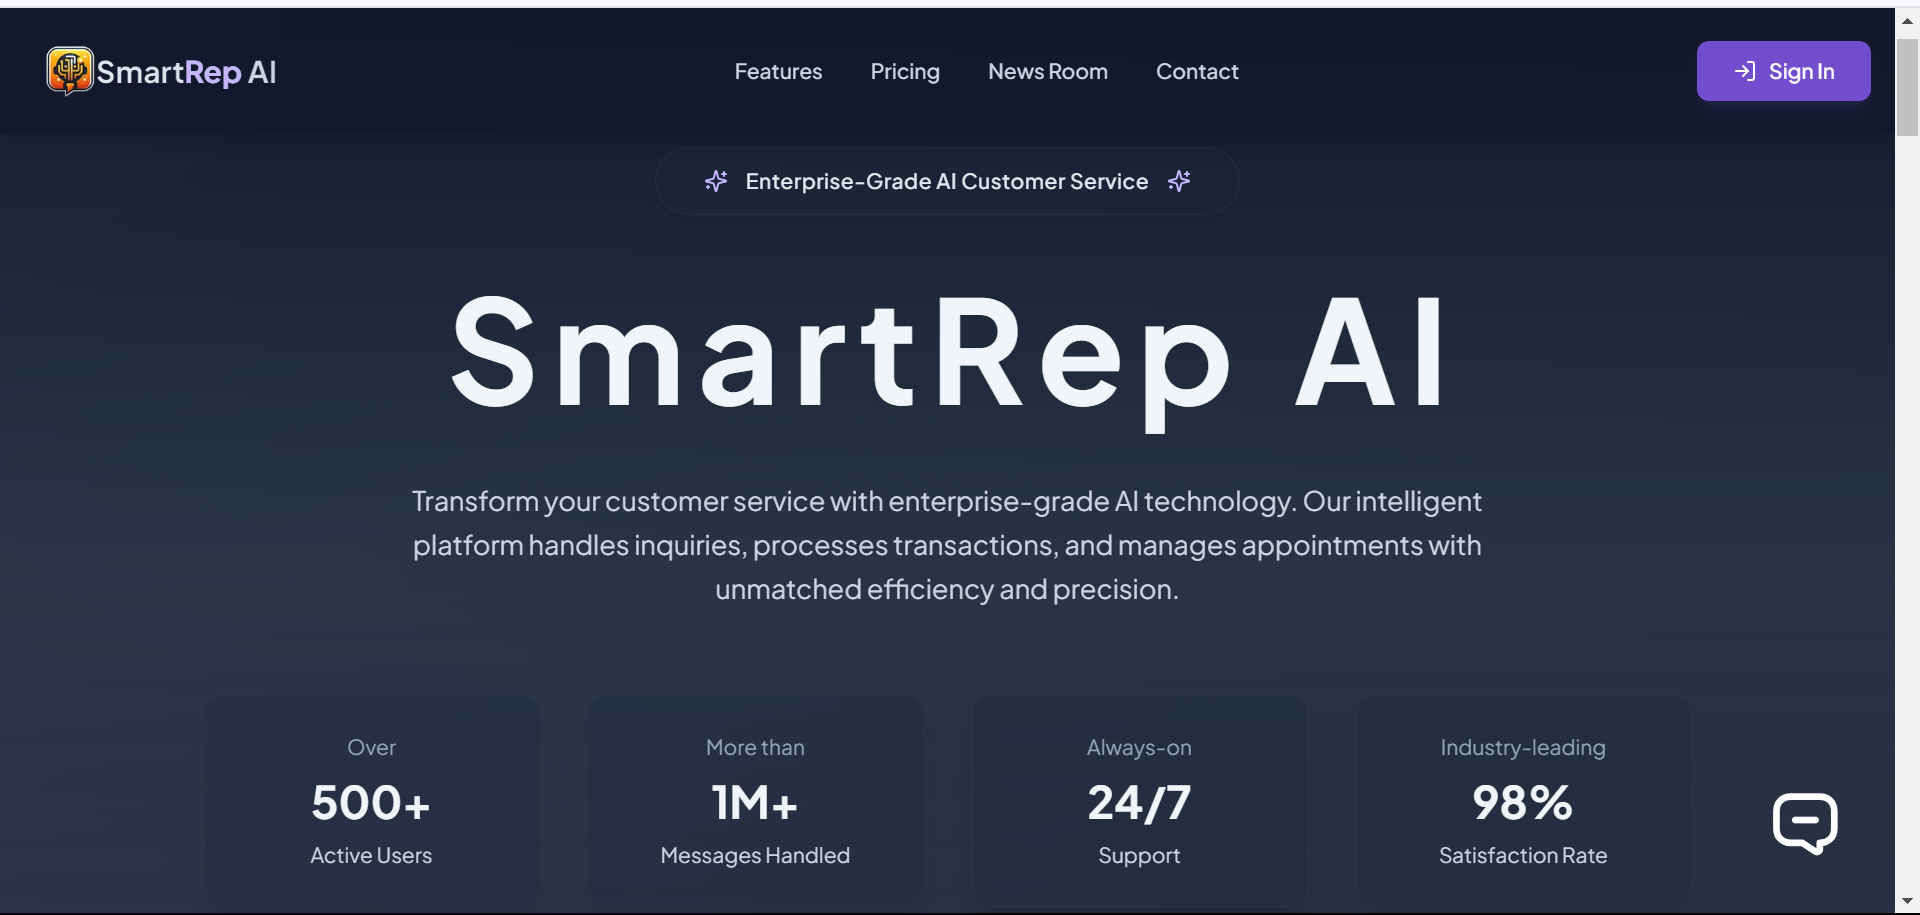 SmartRep AI
Features
Pricing
News Room
Contact
Sign In
Enterprise-Grade AI Customer Service
SmartRep AI
Transform your customer service with enterprise-grade AI technology. Our intelligent
platform handles inquiries, processes transactions, and manages appointments with
unmatched efficiency and precision.
Over
500+
Active Users
More than
1M+
Messages Handled
Always-on
24/7
Support
Industry-leading
98%
Satisfaction Rate